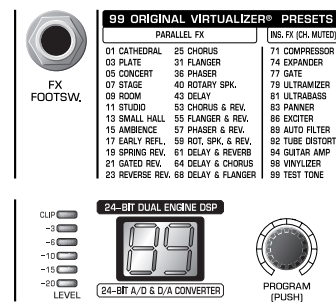 99 ORIGINAL VIRTUALIZER® PRESETS
PARALLEL FX
INS. FX (CH. MUTED)
01 CATHEDRAL 25 CHORUS 71 COMPRESSOR
03 PLATE 31 FLANGER 74 EXPANDER
05 CONCERT 36 PHASER 77 GATE
07 STAGE 40 ROTARY SPK. 79 ULTRAMIZER
09 ROOM 43 DELAY 81 ULTRABASS
11 STUDIO 53 CHORUS & REV. 83 PANNER
13 SMALL HALL 55 FLANGER & REV. 86 EXCITER
15 AMBIENCE 57 PHASER & REV. 89 AUTO FILTER
17 EARLY REFL. 59 ROT. SPK. & REV. 92 TUBE DISTORT
19 SPRING REV. 61 DELAY & REVERB 94 GUITAR AMP
21 GATED REV. 64 DELAY & CHORUS 98 VINYLIZER
23 REVERSE REV. 68 DELAY & FLANGER 99 TEST TONE
FX
FOOTSW.
24-BIT DUAL ENGINE DSP
CLIP
-3
-6
-10
-15
-20
LEVEL
88
24-BIT A/D & D/A CONVERTER
PROGRAM
(PUSH)